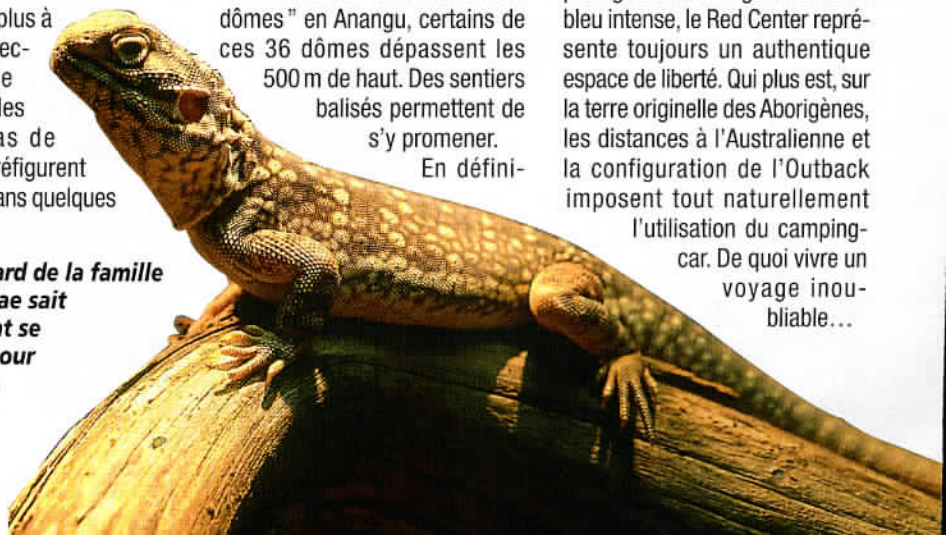 plus à
ec-
e
les
as de
éfigurent
ans quelques
ard de la famille
ae sait
t se
our
dômes" en Anangu, certains de
ces 36 dômes dépassent les
500 m de haut. Des sentiers
balisés permettent de
s'y promener.
En défini-
bleu intense, le Red Center repré-
sente toujours un authentique
espace de liberté. Qui plus est, sur
la terre originelle des Aborigènes,
les distances à l'Australienne et
la configuration de l'Outback
imposent tout naturellement
l'utilisation du camping-
car. De quoi vivre un
voyage inou-
bliable...